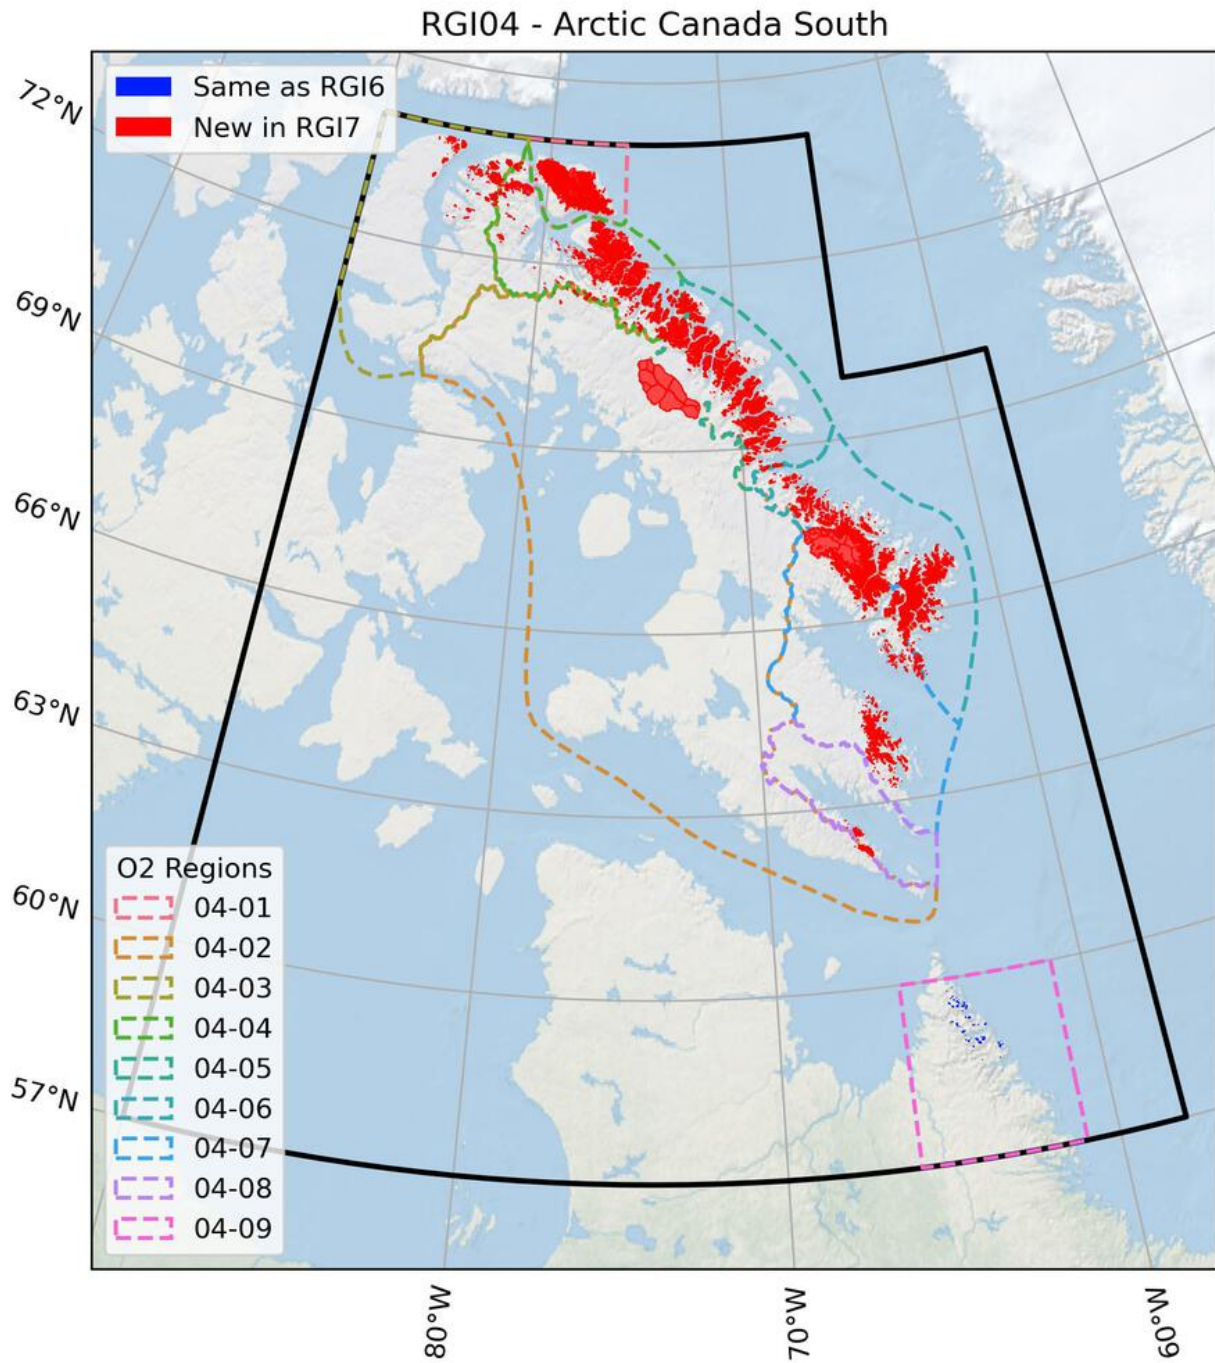 RGI04 - Arctic Canada South
Same as RGI6
New in RGI7
72°N
69°N
66°N
63°N
60°N
57°N
O2 Regions
04-01
04-02
04-03
04-04
04-05
04-06
04-07
04-08
04-09
80°W
70°W
60°W